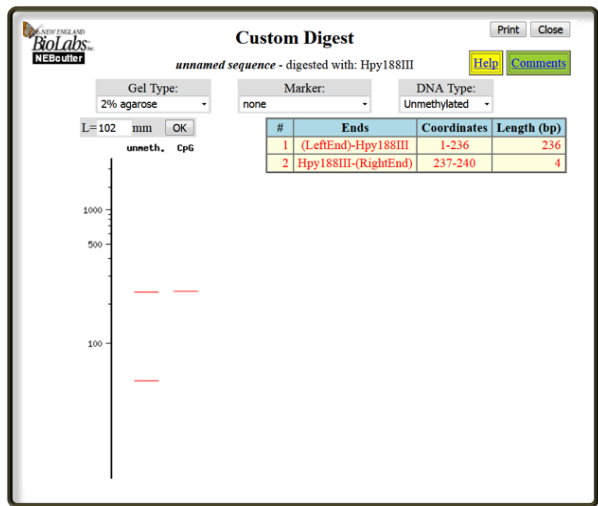 NEW ENGLAND
BioLabs Inc.
NEBcutter
Custom Digest
Print Close
unnamed sequence - digested with: Hpy188III
Help Comments
Gel Type: Marker: DNA Type:
2% agarose none Unmethylated
L= 102 mm OK
unmeth. CpG
# Ends Coordinates Length (bp)
1 (LeftEnd)-Hpy188III 1-236 236
2 Hpy188III-(RightEnd) 237-240 4
1000
500
100